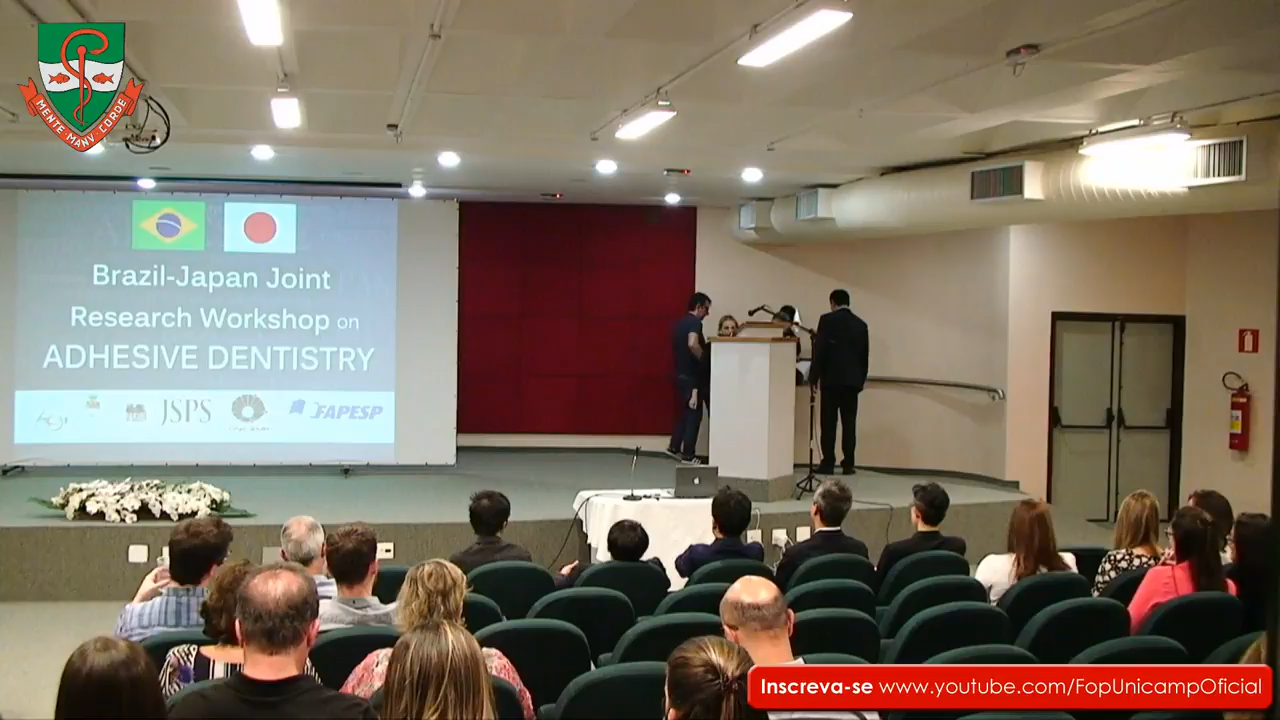 MENTE MANV CORDE
Brazil-Japan Joint
Research Workshop on
ADHESIVE DENTISTRY
JSPS
FAPESP
Inscreva-se www.youtube.com/FopUnicampOficial